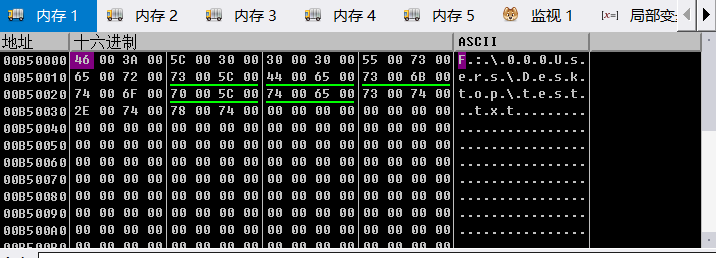 内存 1 内存 2 内存 3 内存 4 内存 5 监视 1 [x=] 局部变
地址 十六进制 ASCII
00B50000 46 00 3A 00 5C 00 30 00 30 00 30 00 55 00 73 00 F.:.\.0.0.0.U.s.
00B50010 65 00 72 00 73 00 5C 00 44 00 65 00 73 00 6B 00 e.r.s.\.D.e.s.k.
00B50020 74 00 6F 00 70 00 5C 00 74 00 65 00 73 00 74 00 t.o.p.\.t.e.s.t.
00B50030 2E 00 74 00 78 00 74 00 00 00 00 00 00 00 00 00 ..t.x.t.........
00B50040 00 00 00 00 00 00 00 00 00 00 00 00 00 00 00 00 ................
00B50050 00 00 00 00 00 00 00 00 00 00 00 00 00 00 00 00 ................
00B50060 00 00 00 00 00 00 00 00 00 00 00 00 00 00 00 00 ................
00B50070 00 00 00 00 00 00 00 00 00 00 00 00 00 00 00 00 ................
00B50080 00 00 00 00 00 00 00 00 00 00 00 00 00 00 00 00 ................
00B50090 00 00 00 00 00 00 00 00 00 00 00 00 00 00 00 00 ................
00B500A0 00 00 00 00 00 00 00 00 00 00 00 00 00 00 00 00 ................